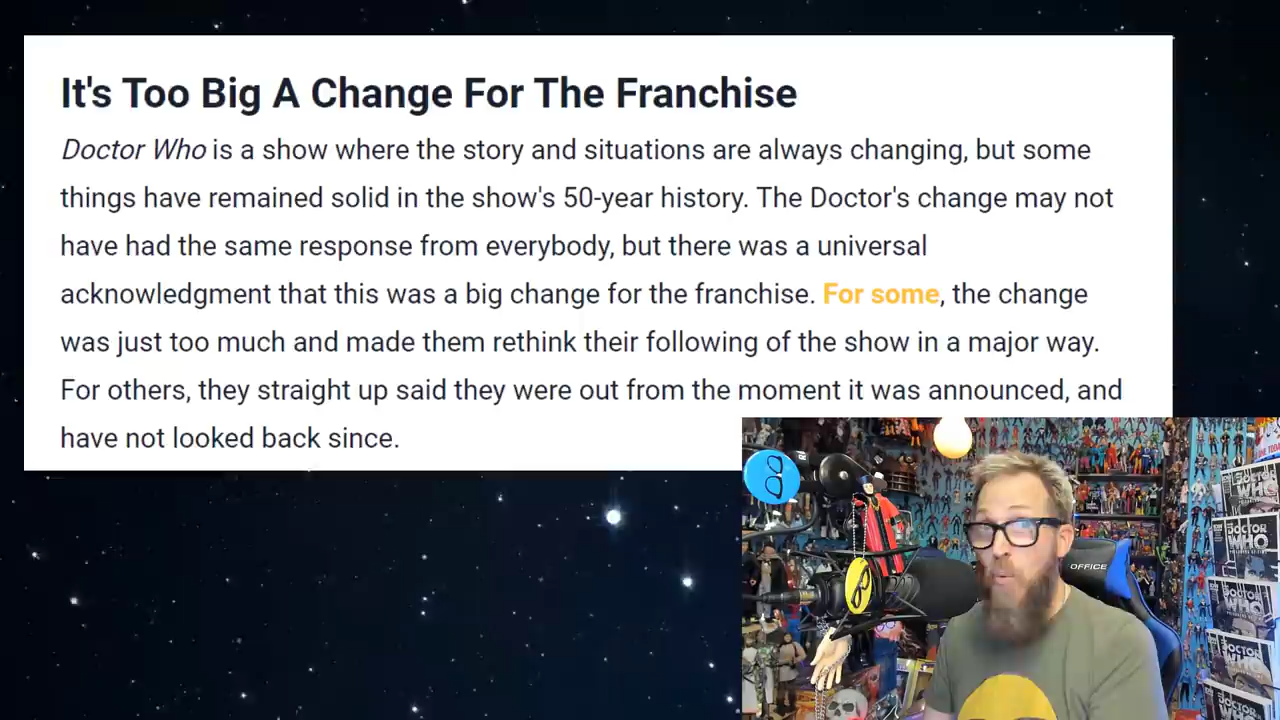 It's Too Big A Change For The Franchise
Doctor Who is a show where the story and situations are always changing, but some
things have remained solid in the show's 50-year history. The Doctor's change may not
have had the same response from everybody, but there was a universal
acknowledgment that this was a big change for the franchise. For some, the change
was just too much and made them rethink their following of the show in a major way.
For others, they straight up said they were out from the moment it was announced, and
have not looked back since.
OFFICE
DOCTOR
WHO
DOCTOR
WHO
DOCTOR
WHO
DOCTOR
WHO